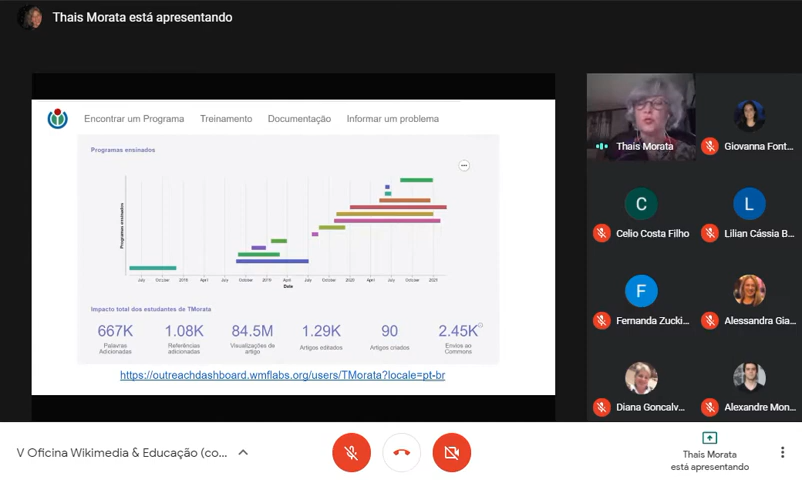 Thais Morata está apresentando
Encontrar um Programa Treinamento Documentação Informar um problema
Programas ensinados
Programas ensinados
July October 2019 April July October 2019 April July October 2020 April July October 2021
Date
Impacto total dos estudantes de TMorata
667K 1.08K 84.5M 1.29K 90 2.45K
Palavras Adicionadas
Referências adicionadas
Visualizações de artigo
Artigos editados
Artigos criados
Envios ao Commons
https://outreachdashboard.wmflabs.org/users/TMorata?locale=pt-br
Thais Morata
Giovanna Font...
C
Celio Costa Filho
L
Lilian Cássia B...
F
Fernanda Zucki...
Alessandra Gia...
Diana Goncalv...
Alexandre Mon...
V Oficina Wikimedia & Educação (co...
Thais Morata
está apresentando